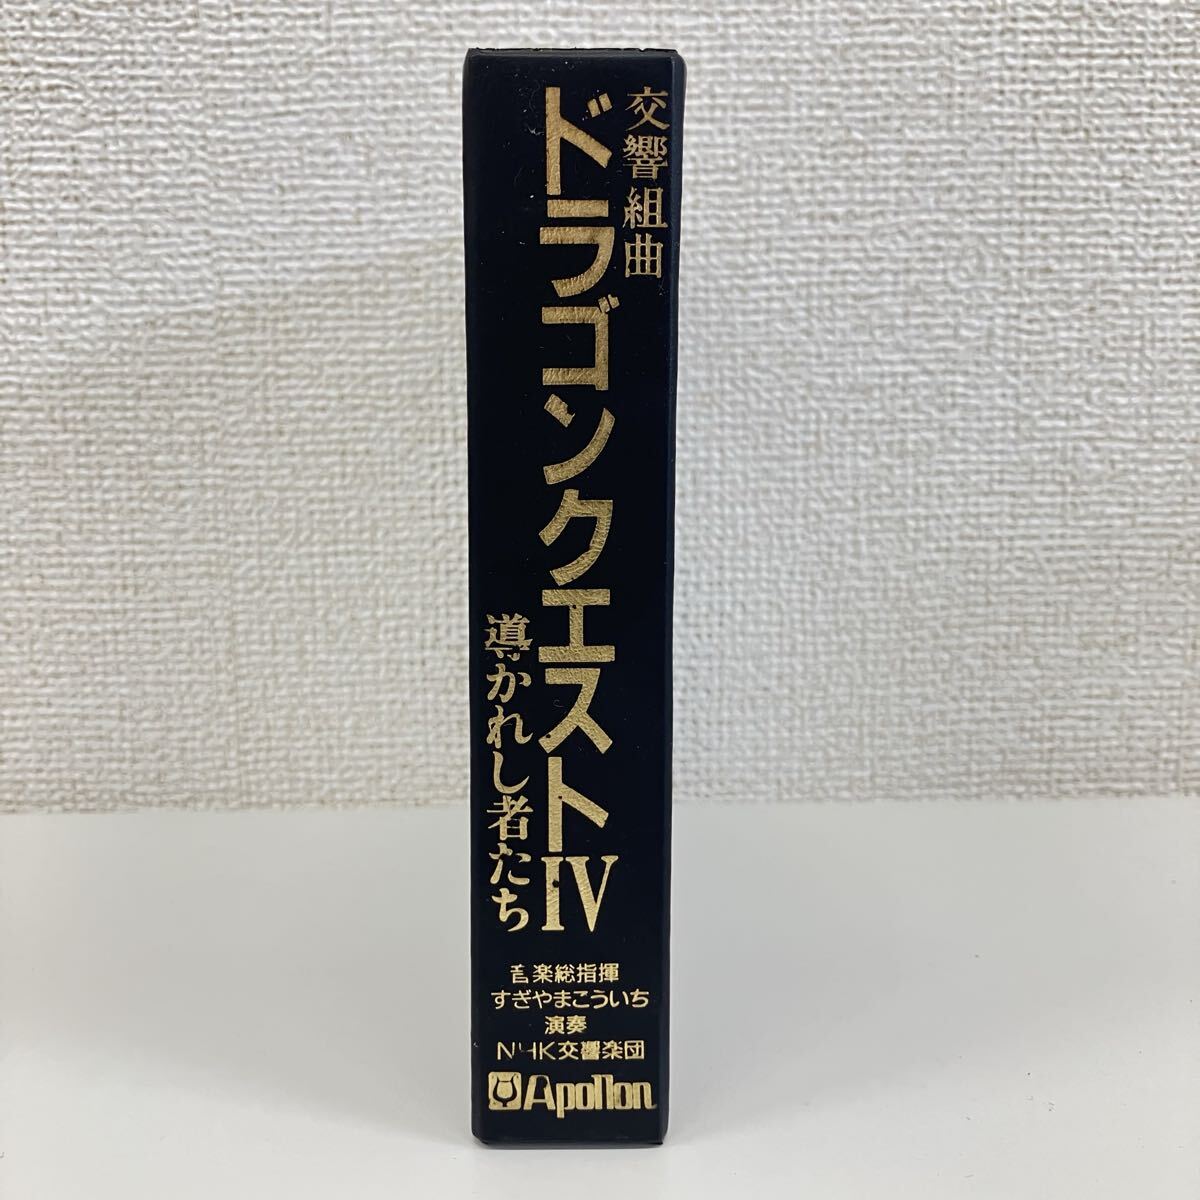 交響組曲
ドラゴンクエストIV
導かれし者たち
音楽総指揮
すぎやまこういち
演奏
NHK交響楽団
Apollon